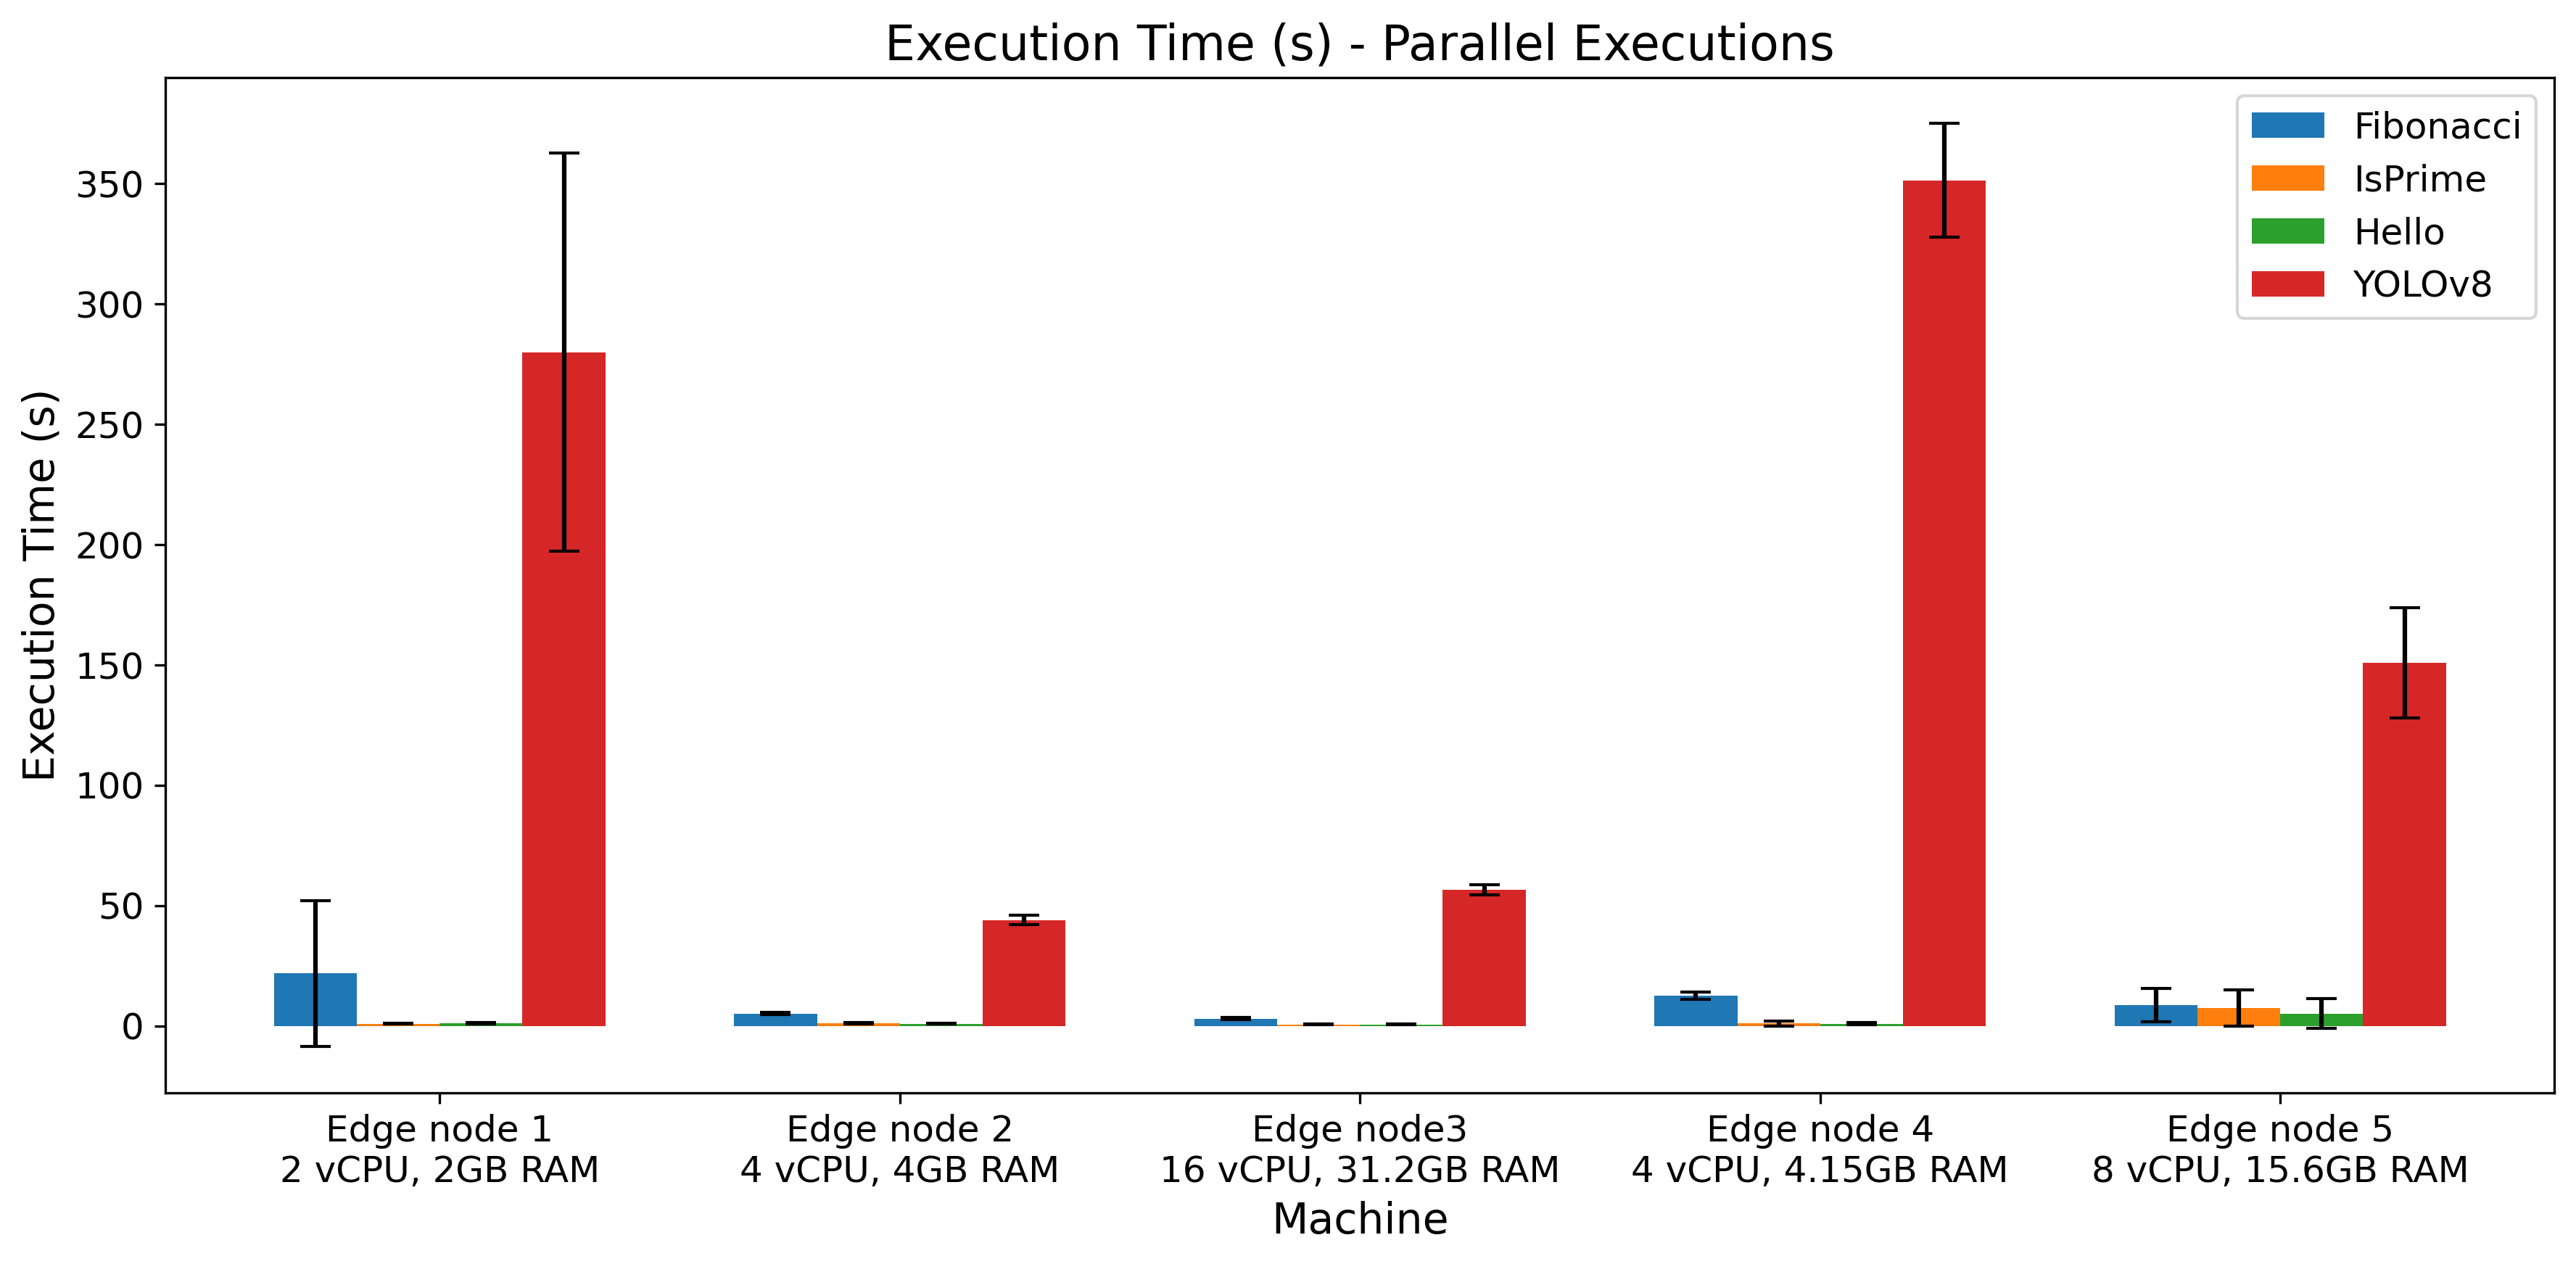 Execution Time (s) - Parallel Executions
Fibonacci
IsPrime
Hello
YOLOv8
Execution Time (s)
350
300
250
200
150
100
50
0
Edge node 1
2 vCPU, 2GB RAM
Edge node 2
4 vCPU, 4GB RAM
Edge node3
16 vCPU, 31.2GB RAM
Edge node 4
4 vCPU, 4.15GB RAM
Edge node 5
8 vCPU, 15.6GB RAM
Machine